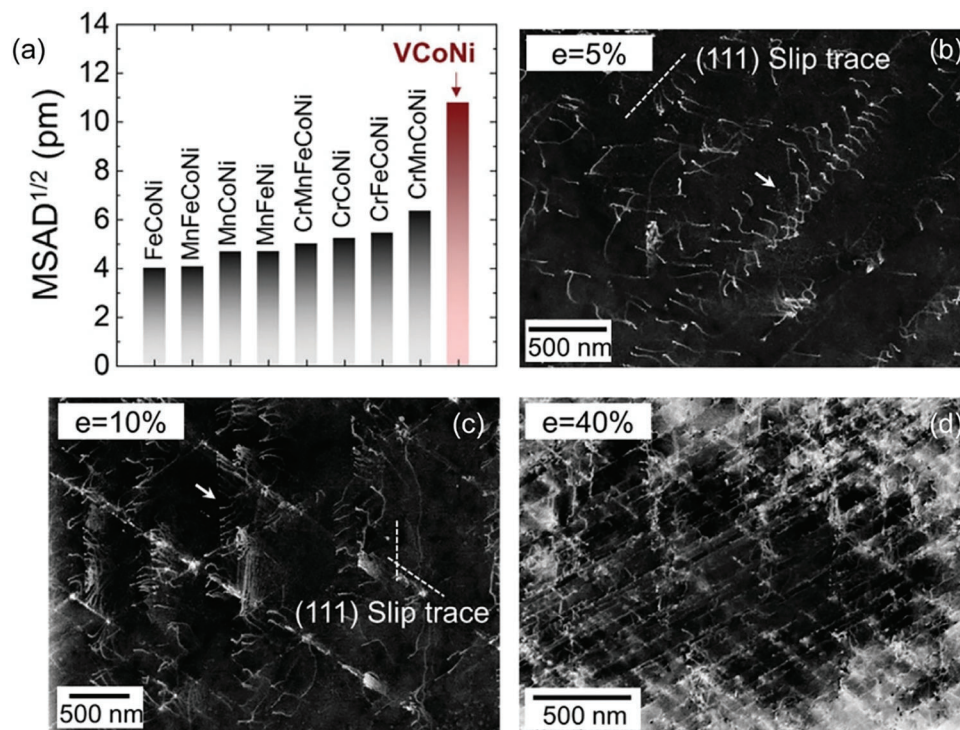 (a)
MSAD1/2 (pm)
14
12
10
8
6
4
2
0
FeCoNi
MnFeCoNi
MnCoNi
MnFeNi
CrMnFeCoNi
CrCoNi
CrFeCoNi
CrMnCoNi
VCoNi
e=5%
(111) Slip trace
(b)
500 nm
e=10%
(c)
(111) Slip trace
500 nm
e=40%
(d)
500 nm